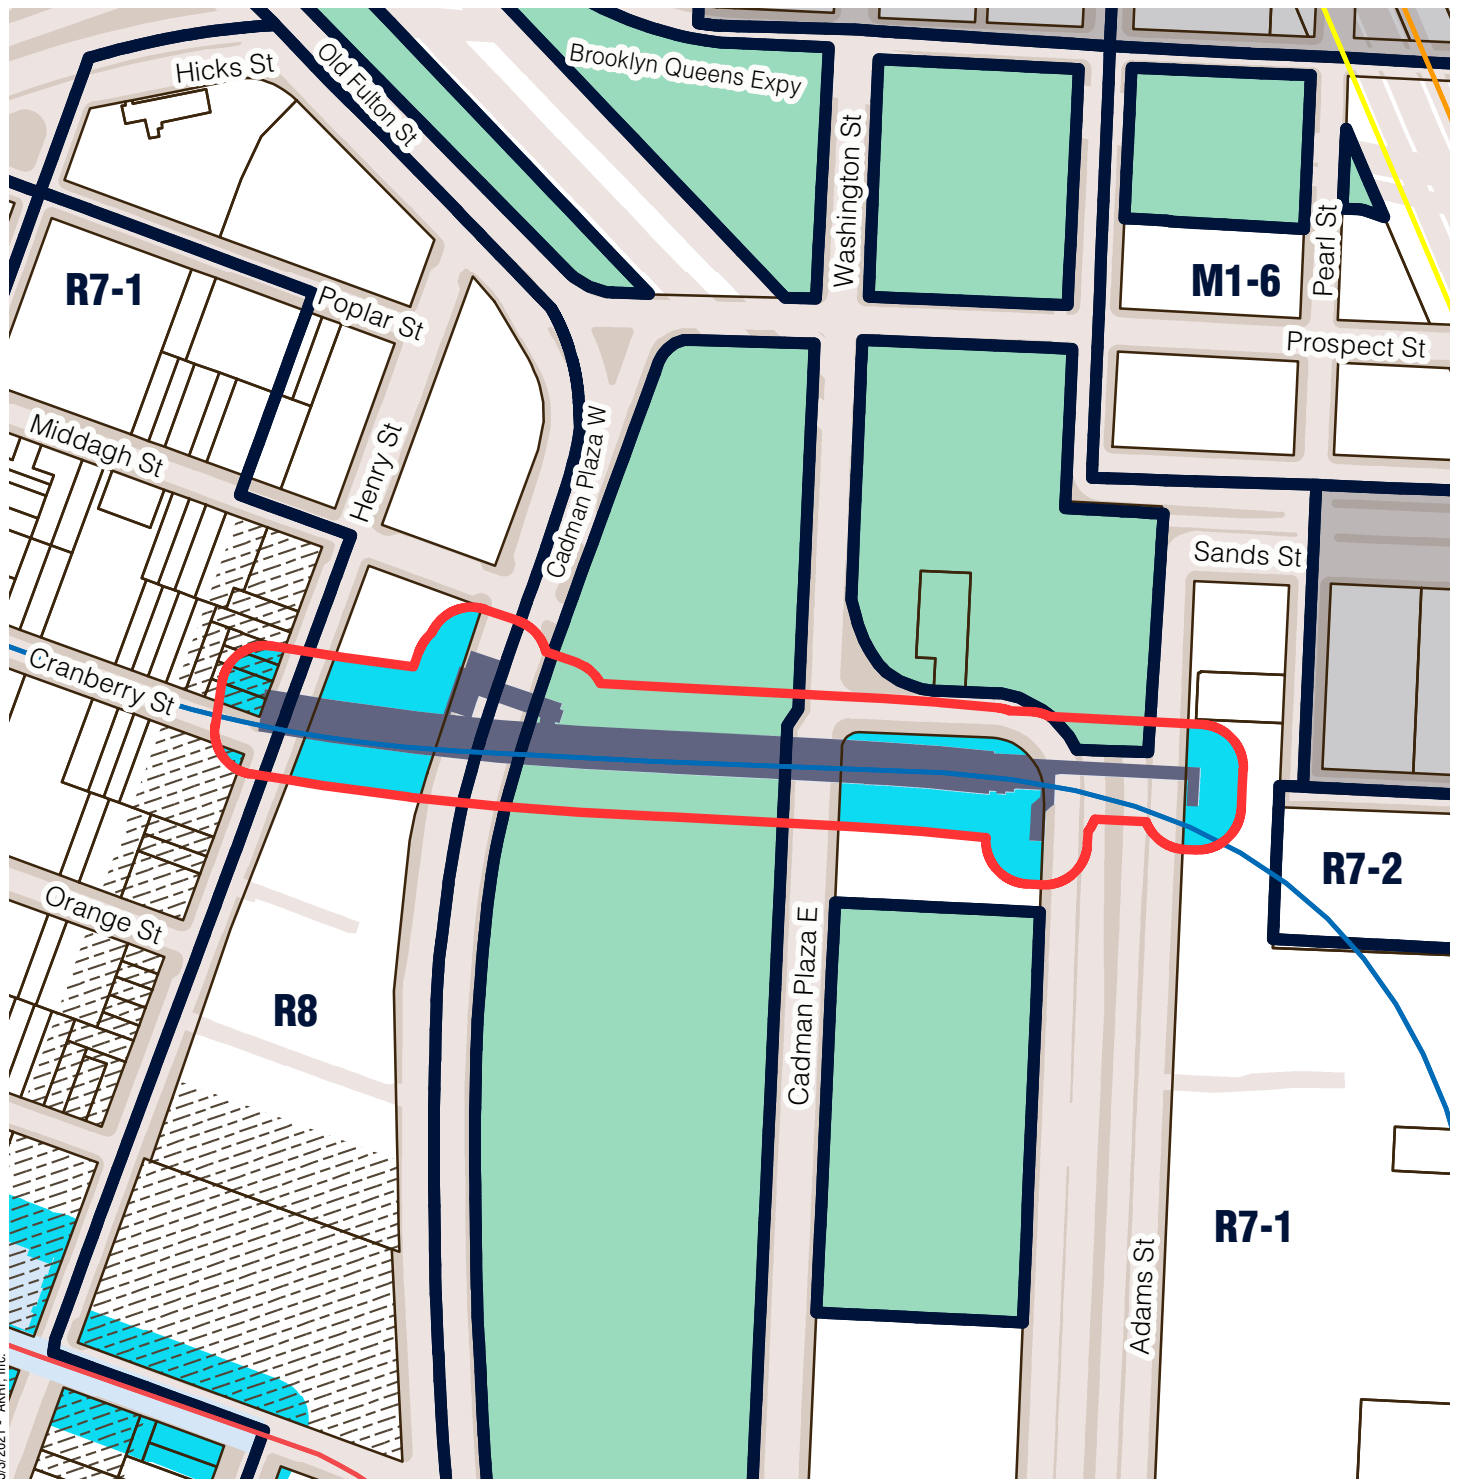 Hicks St
Old Fulton St
Brooklyn Queens Expy
Washington St
R7-1
Poplar St
M1-6
Pearl St
Prospect St
Middagh St
Henry St
Cadman Plaza W
Sands St
Cranberry St
R7-2
Orange St
Cadman Plaza E
R8
R7-1
Adams St